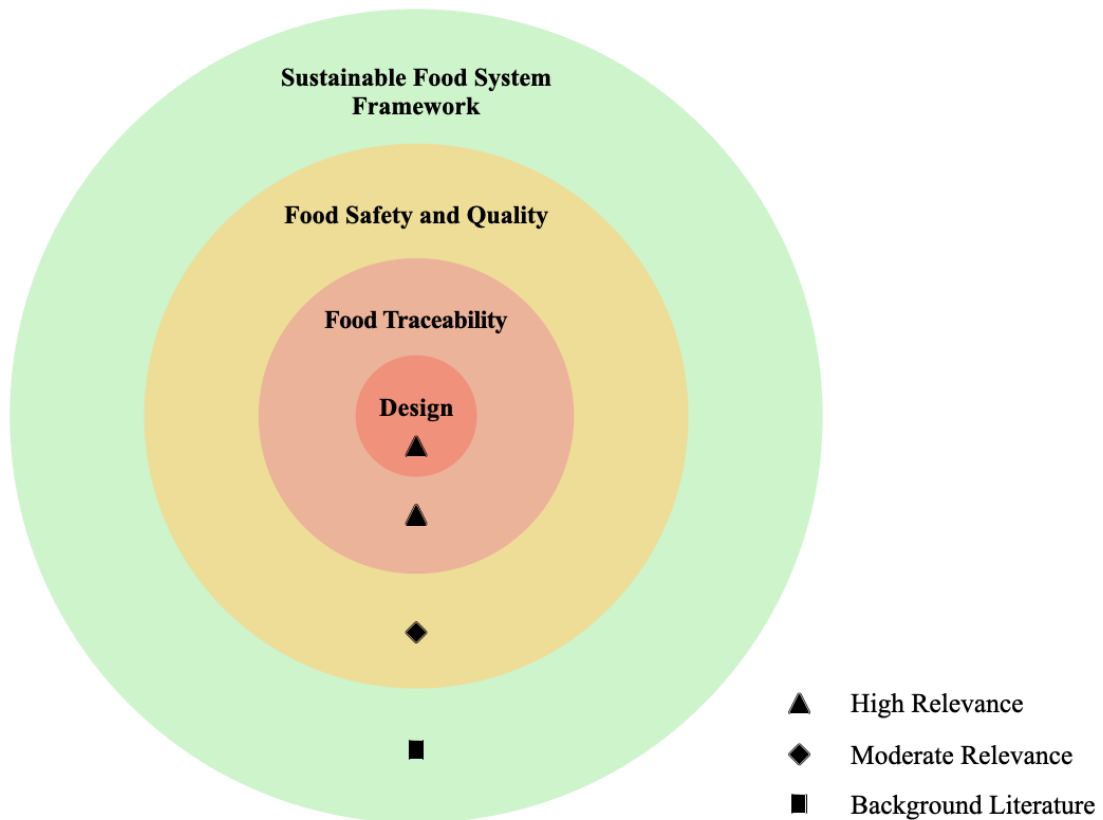 Sustainable Food System
Framework
Food Safety and Quality
Food Traceability
Design
High Relevance
Moderate Relevance
Background Literature